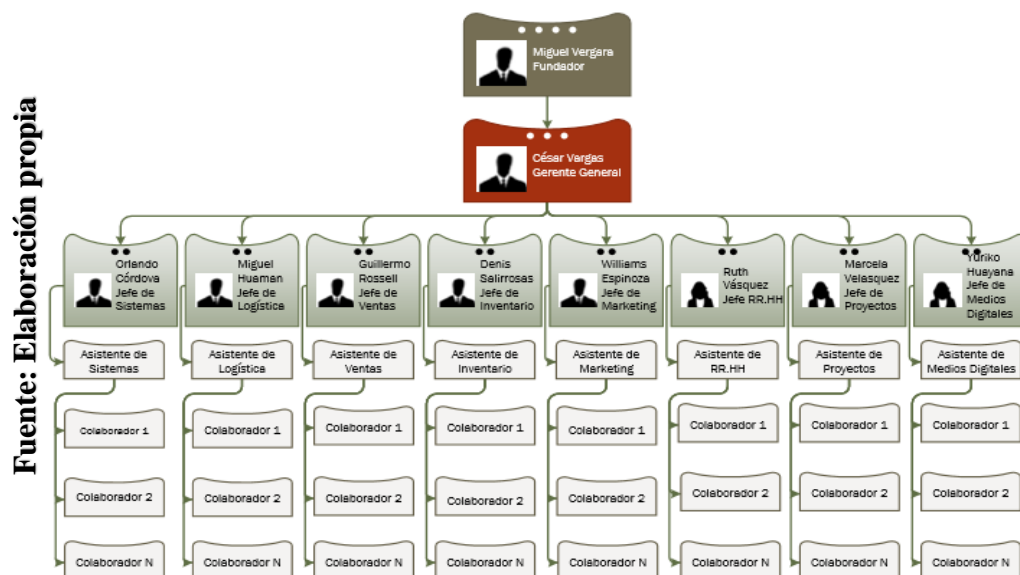 Fuente: Elaboración propia
Miguel Vergara
Fundador
César Vargas
Gerente General
Orlando
Córdova
Jefe de
Sistemas
Miguel
Huaman
Jefe de
Logística
Guillermo
Rossell
Jefe de
Ventas
Denis
Salirrosas
Jefe de
Inventario
Williams
Espinoza
Jefe de
Marketing
Ruth
Vásquez
Jefe RR.HH
Marcela
Velasquez
Jefe de
Proyectos
Yuriko
Huayana
Jefe de
Medios
Digitales
Asistente de
Sistemas
Asistente de
Logística
Asistente de
Ventas
Asistente de
Inventario
Asistente de
Marketing
Asistente de
RR.HH
Asistente de
Proyectos
Asistente de
Medios Digitales
Colaborador 1
Colaborador 1
Colaborador 1
Colaborador 1
Colaborador 1
Colaborador 1
Colaborador 1
Colaborador 1
Colaborador 2
Colaborador 2
Colaborador 2
Colaborador 2
Colaborador 2
Colaborador 2
Colaborador 2
Colaborador 2
Colaborador N
Colaborador N
Colaborador N
Colaborador N
Colaborador N
Colaborador N
Colaborador N
Colaborador N